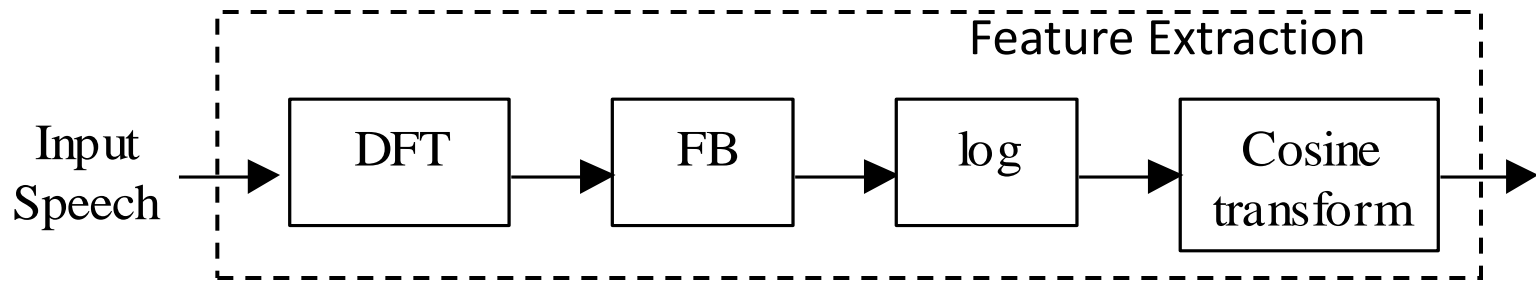 Feature Extraction
Input
Speech
DFT
FB
log
Cosine
transform